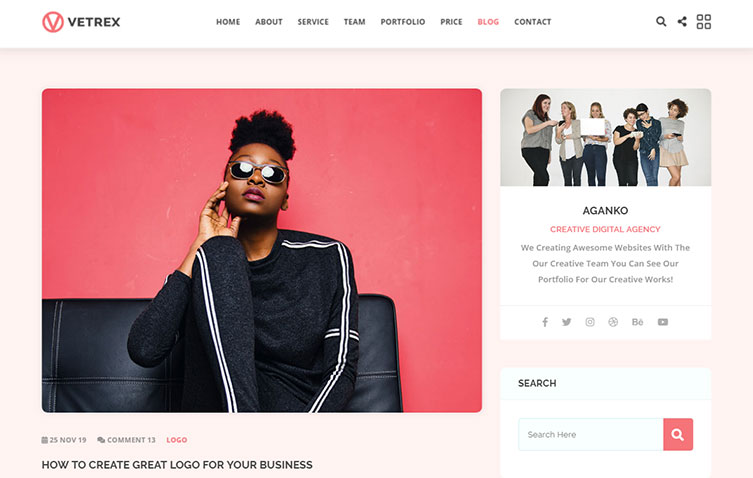 VETREX
HOME ABOUT SERVICE TEAM PORTFOLIO PRICE BLOG CONTACT
25 NOV 19 COMMENT 13 LOGO
HOW TO CREATE GREAT LOGO FOR YOUR BUSINESS
AGANKO
CREATIVE DIGITAL AGENCY
We Creating Awesome Websites With The
Our Creative Team You Can See Our
Portfolio For Our Creative Works!
SEARCH
Search Here